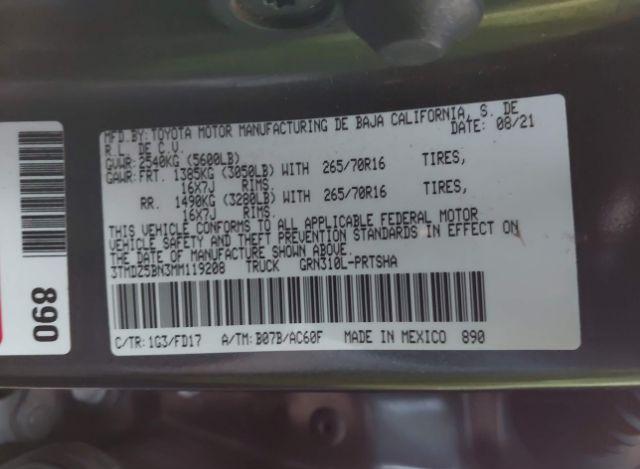 MFD.BY:TOYOTA MOTOR MANUFACTURING DE BAJA CALIFORNIA, S. DE
R.L. DE C.V. DATE: 08/21
GVWR: 2540KG (5600LB)
GAWR:FRT. 1385KG (3050LB) WITH 265/70R16 TIRES,
16X7J RIMS.
RR. 1490KG (3280LB) WITH 265/70R16 TIRES,
16X7J RIMS.
THIS VEHICLE CONFORMS TO ALL APPLICABLE FEDERAL MOTOR
VEHICLE SAFETY AND THEFT PREVENTION STANDARDS IN EFFECT ON
THE DATE OF MANUFACTURE SHOWN ABOVE.
3TMDZ5BN3MM119208 TRUCK GRN310L-PRTSHA
C/TR:1G3/FD17 A/TM:B07B/AC60F MADE IN MEXICO 890
890